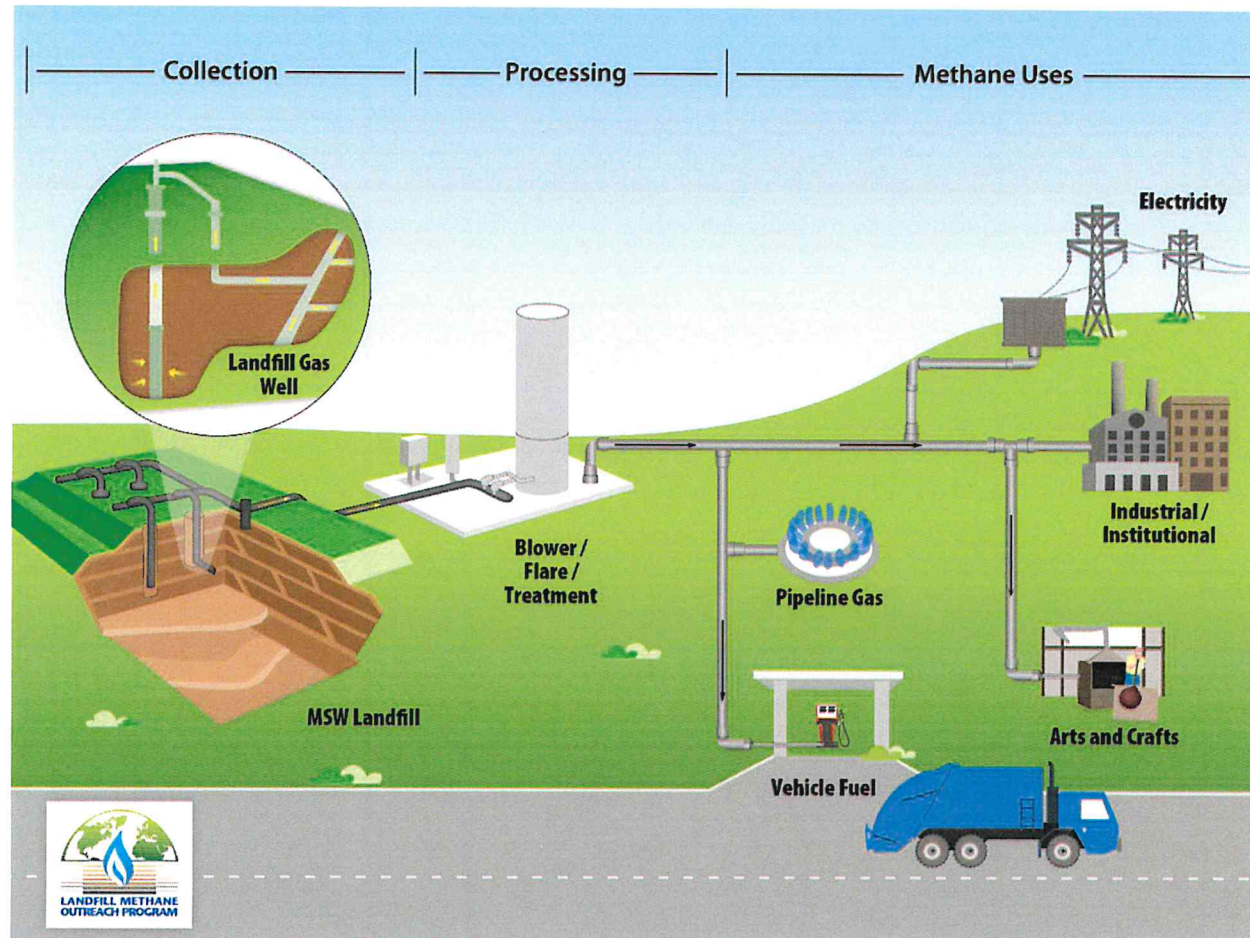 Collection
Processing
Methane Uses
Landfill Gas
Well
Electricity
Blower /
Flare /
Treatment
Pipeline Gas
Industrial /
Institutional
MSW Landfill
Vehicle Fuel
Arts and Crafts
LANDFILL METHANE
OUTREACH PROGRAM